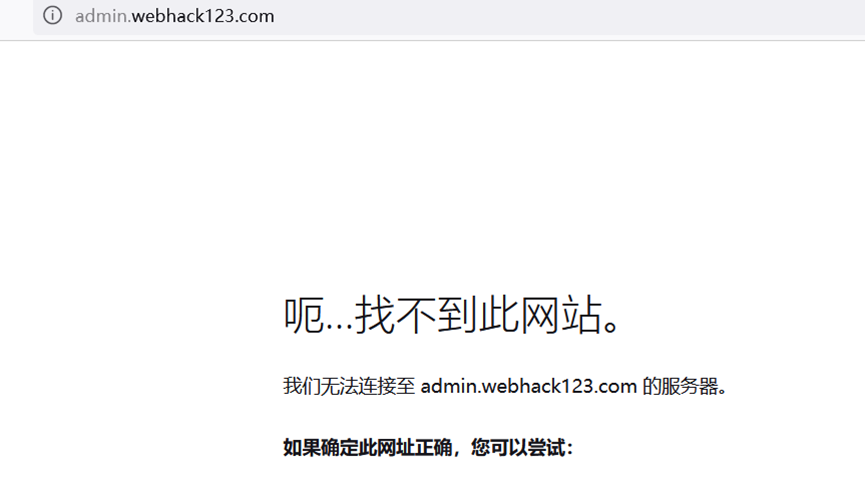 admin.webhack123.com
呃...找不到此网站。
我们无法连接至 admin.webhack123.com 的服务器。
如果确定此网址正确，您可以尝试：